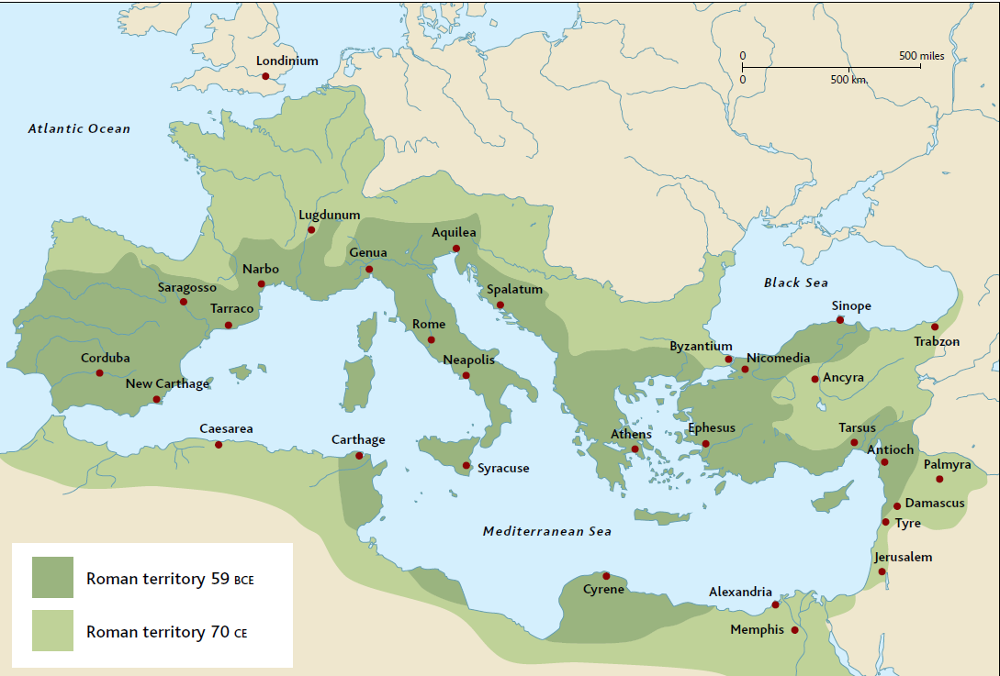 Londinium
0
500 miles
0
500 km.
Atlantic Ocean
Lugdunum
Aquilea
Genua
Narbo
Black Sea
Saragosso
Spalatum
Tarraco
Sinope
Rome
Trabzon
Byzantium
Corduba
Neapolis
Nicomedia
Ancyra
New Carthage
Caesarea
Athens
Ephesus
Tarsus
Carthage
Antioch
Palmyra
Syracuse
Damascus
Mediterranean Sea
Tyre
Jerusalem
Roman territory 59 BCE
Cyrene
Alexandria
Memphis
Roman territory 70 CE